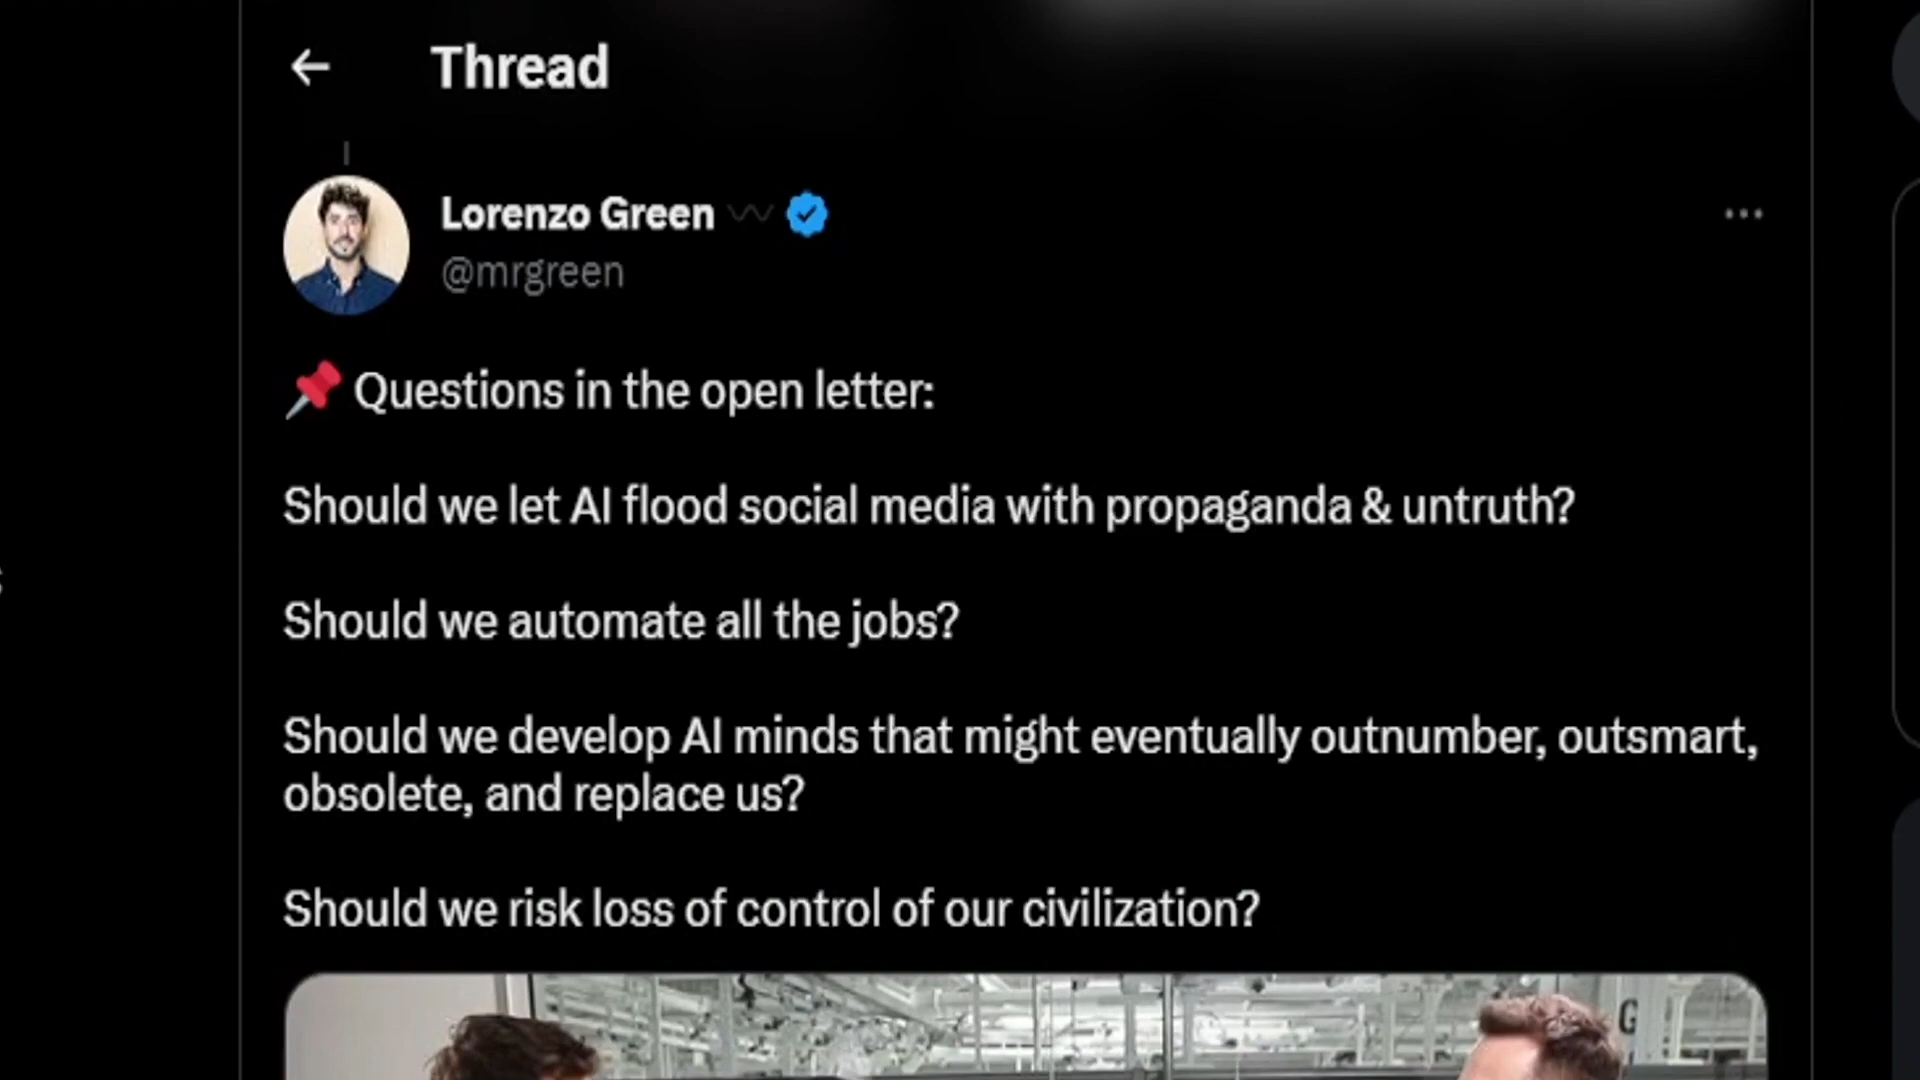 Thread
Lorenzo Green
@mrgreen
📌 Questions in the open letter:
Should we let AI flood social media with propaganda & untruth?
Should we automate all the jobs?
Should we develop AI minds that might eventually outnumber, outsmart,
obsolete, and replace us?
Should we risk loss of control of our civilization?
G